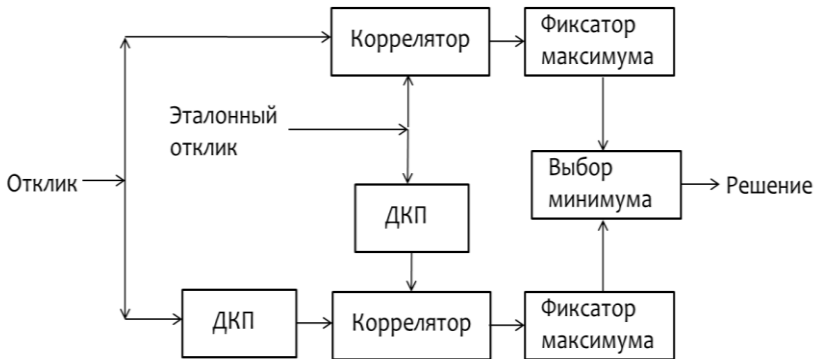 Коррелятор
Фиксатор
максимума
Эталонный
отклик
Отклик
Выбор
минимума
Решение
ДКП
ДКП
Коррелятор
Фиксатор
максимума